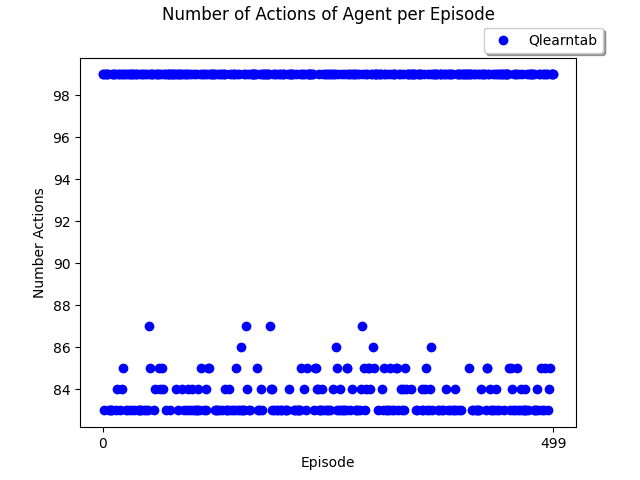 Number of Actions of Agent per Episode
Qlearntab
98
96
94
92
90
88
86
84
Number Actions
0
499
Episode